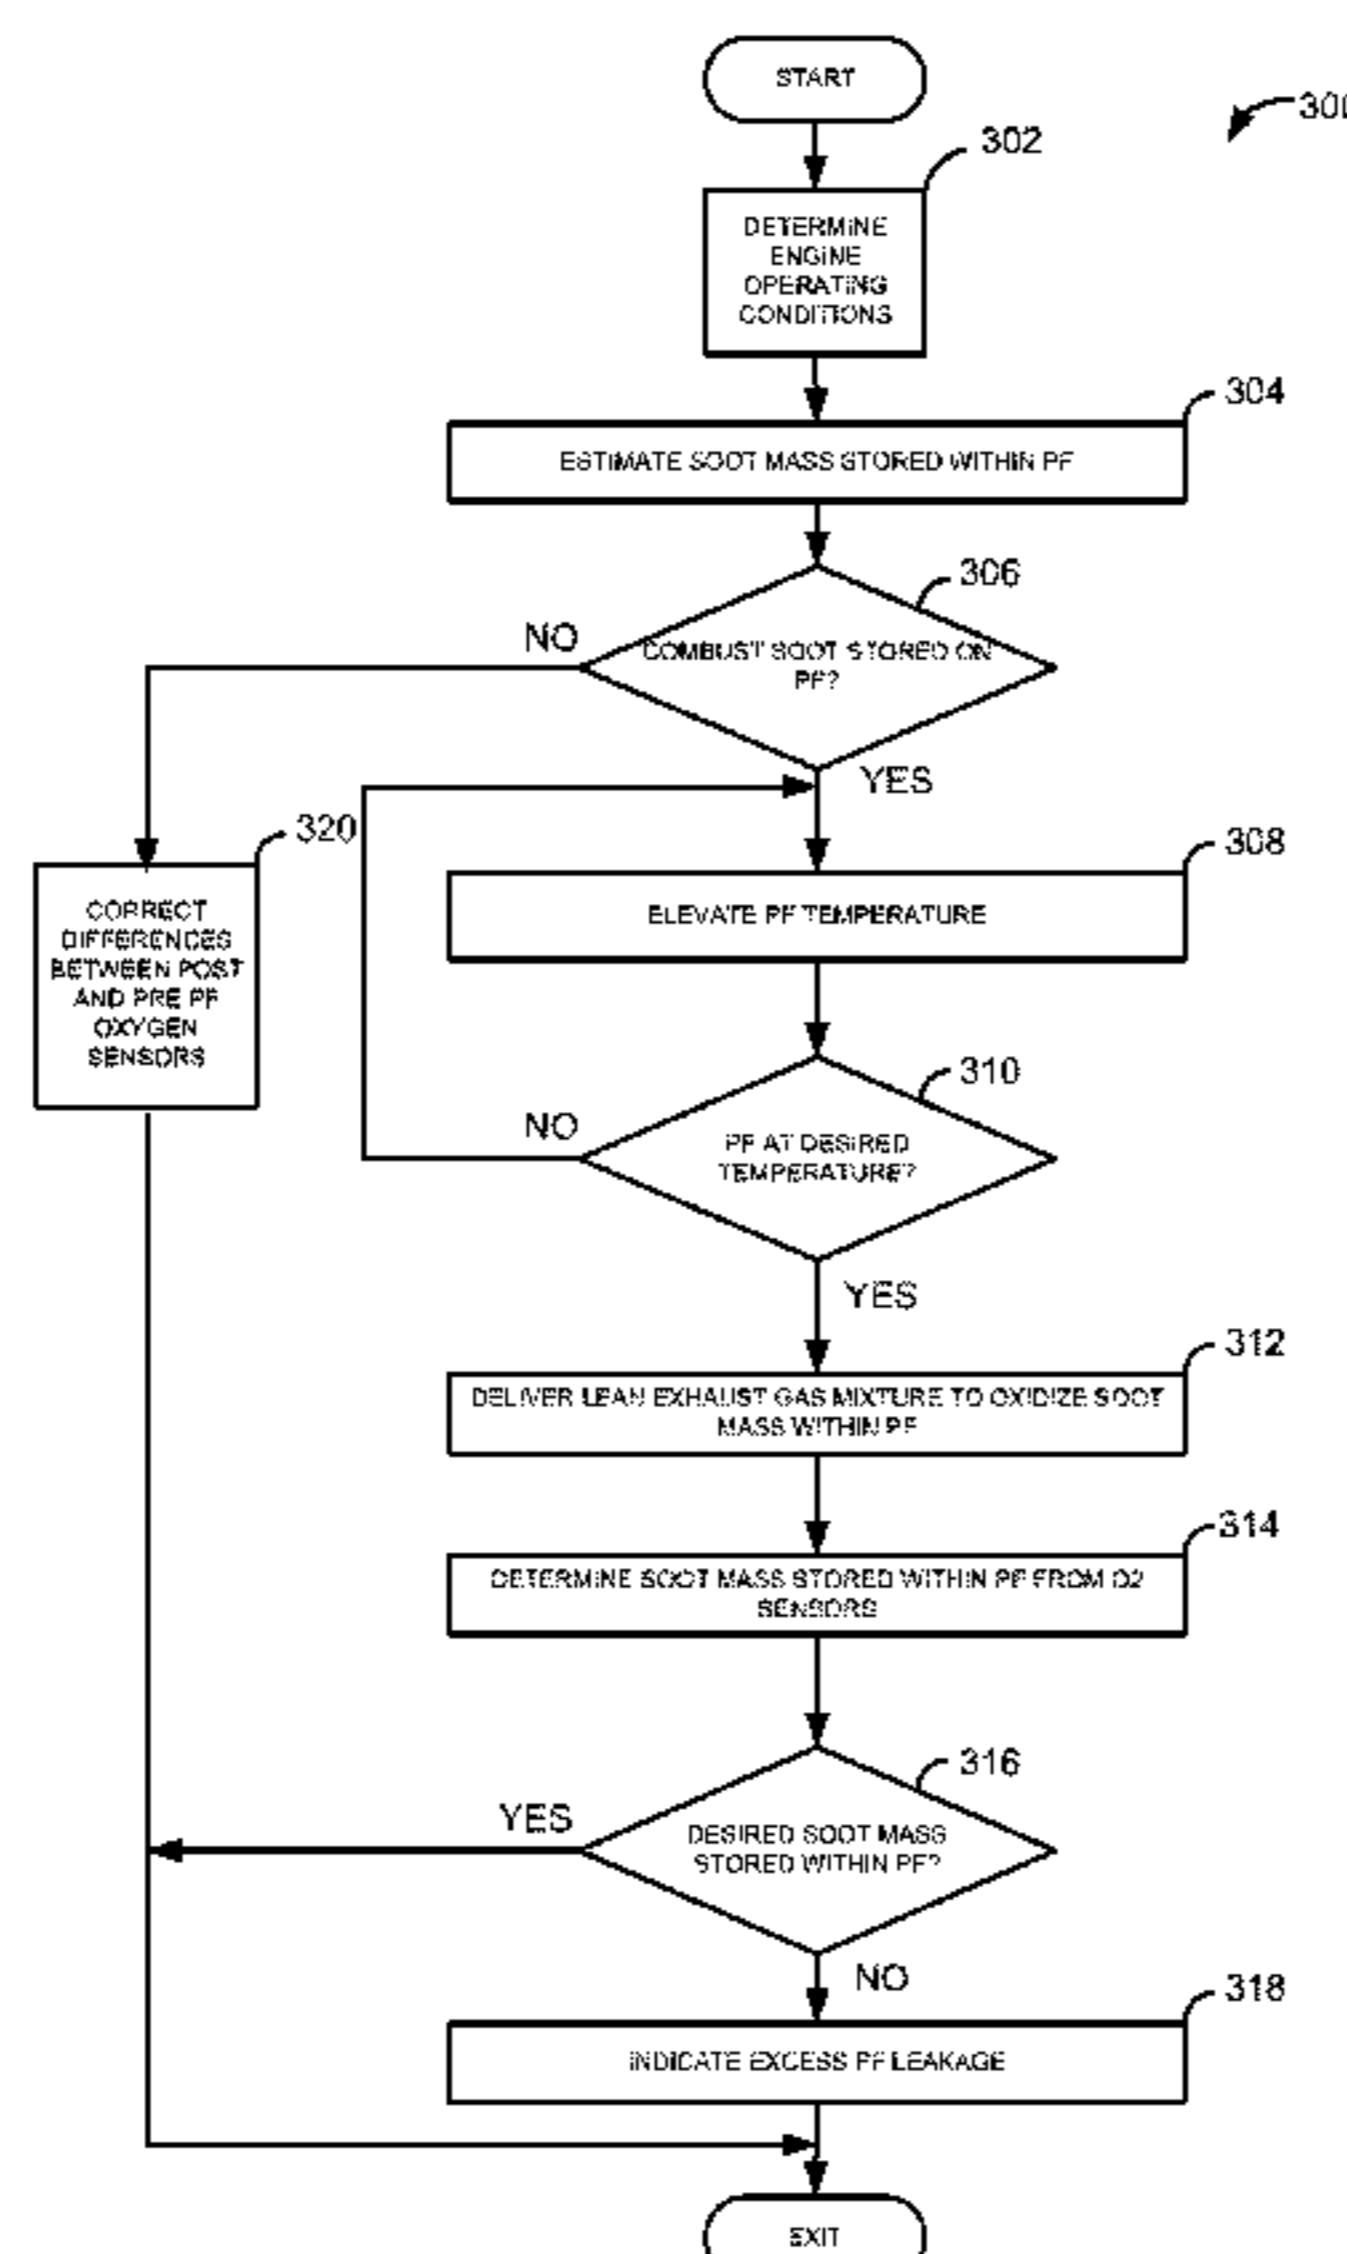 START
300
302
DETERMINE
ENGINE
OPERATING
CONDITIONS
304
ESTIMATE SOOT MASS STORED WITHIN PF
306
NO
COMBUST SOOT STORED ON
PF?
YES
320
308
CORRECT
DIFFERENCES
BETWEEN POST
AND PRE PF
OXYGEN
SENSORS
ELEVATE PF TEMPERATURE
310
NO
PF AT DESIRED
TEMPERATURE?
YES
312
DELIVER LEAN EXHAUST GAS MIXTURE TO OXIDIZE SOOT
MASS WITHIN PF
314
DETERMINE SOOT MASS STORED WITHIN PF FROM O2
SENSORS
316
YES
DESIRED SOOT MASS
STORED WITHIN PF?
NO
318
INDICATE EXCESS PF LEAKAGE
EXIT